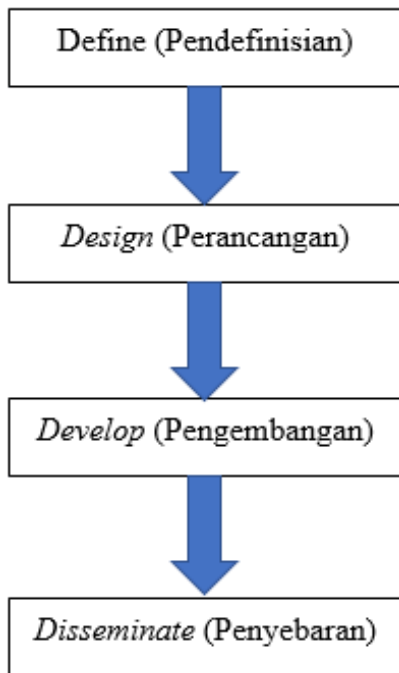 Define (Pendefinisian)
Design (Perancangan)
Develop (Pengembangan)
Disseminate (Penyebaran)